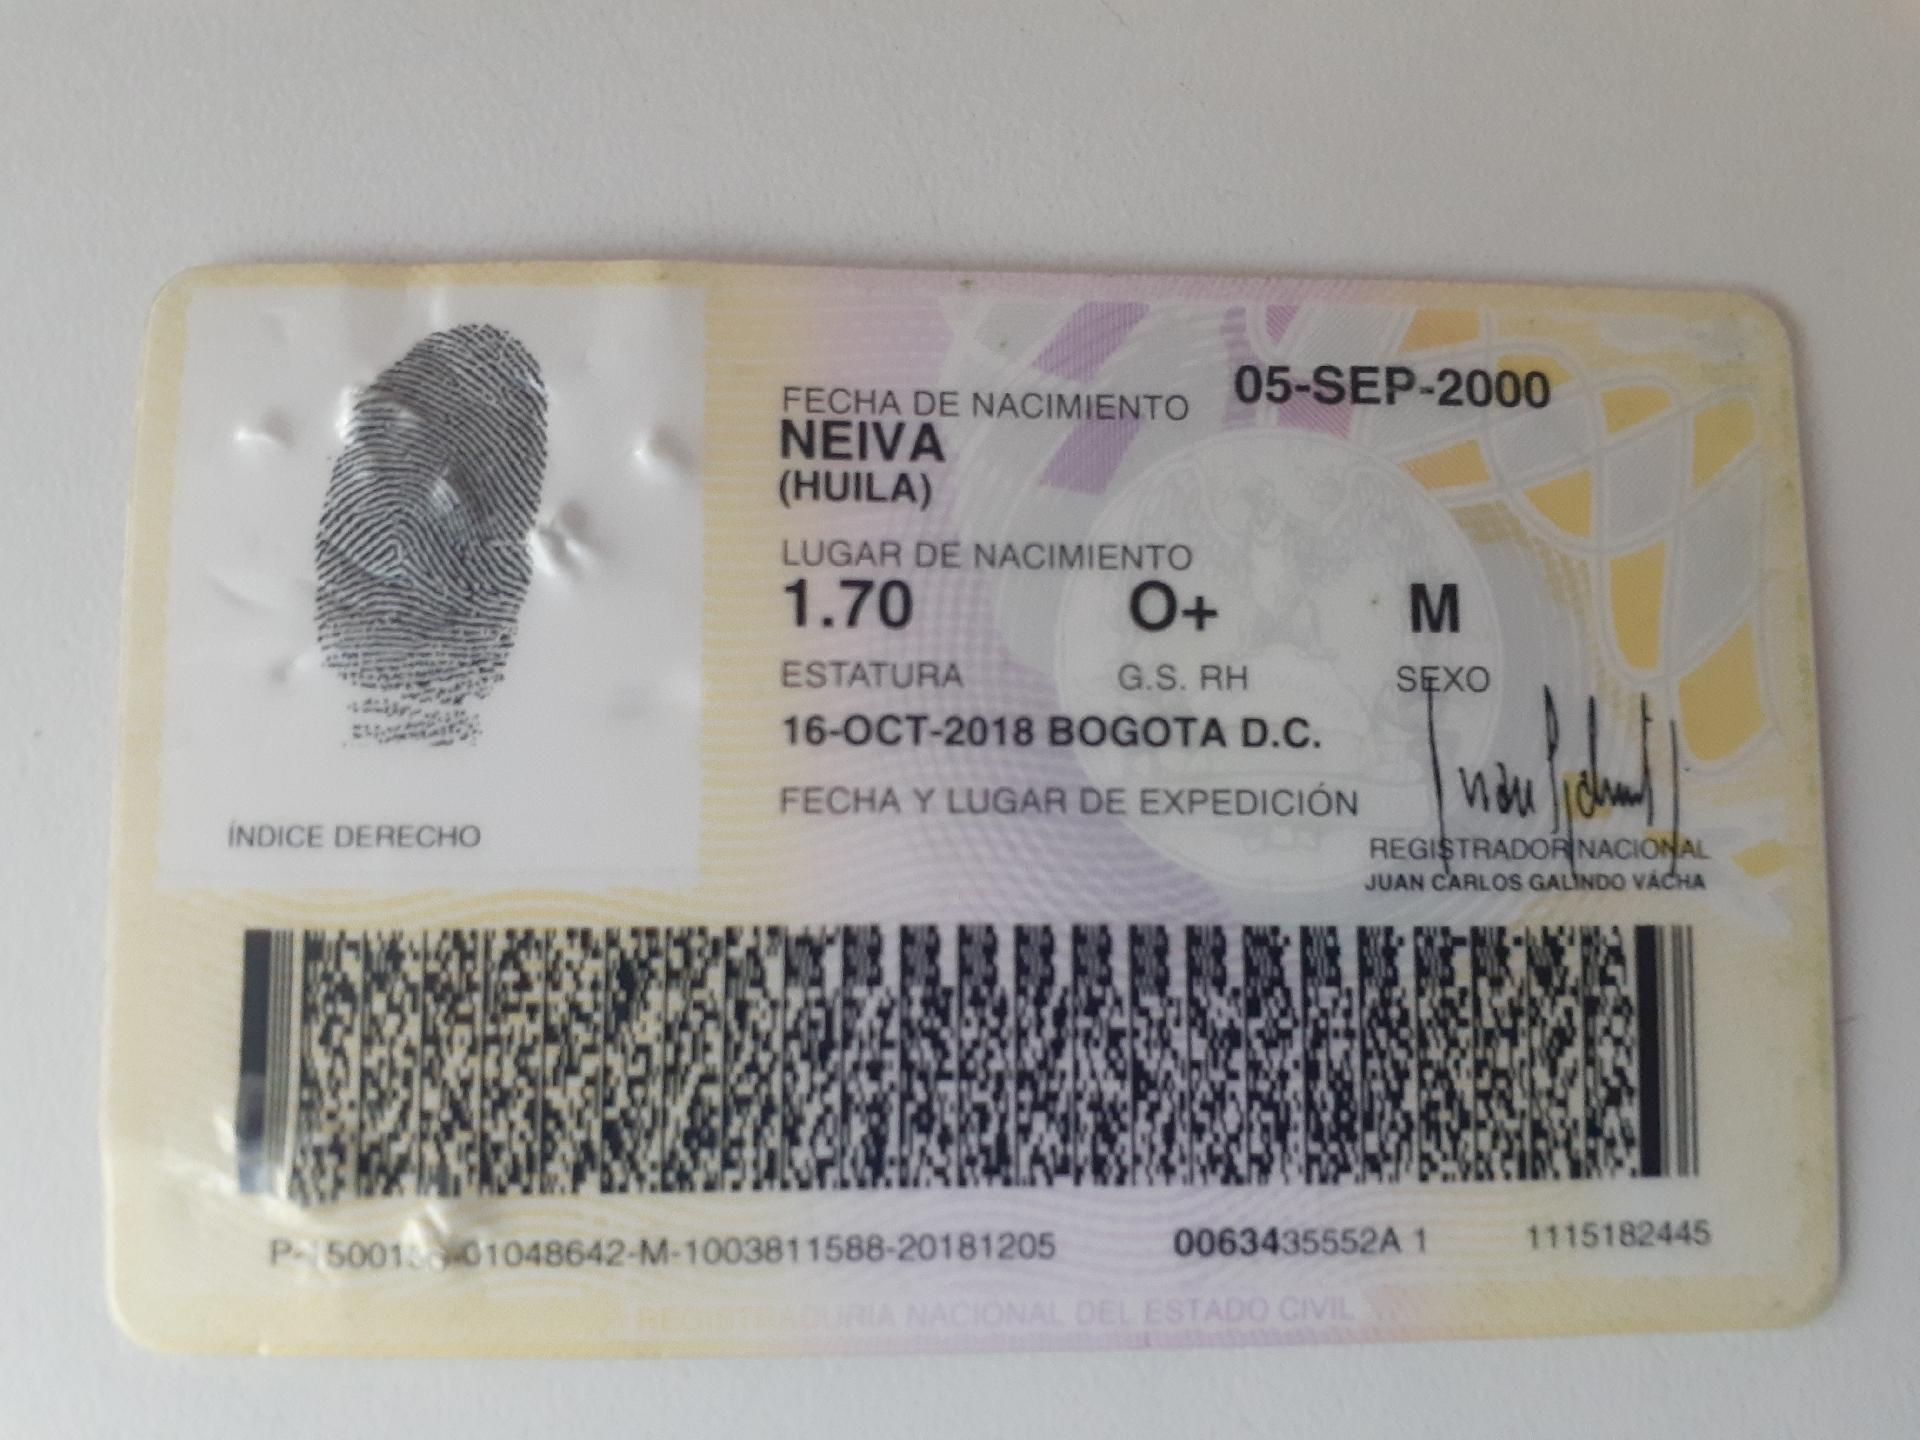 FECHA DE NACIMIENTO 05-SEP-2000
NEIVA
(HUILA)
LUGAR DE NACIMIENTO
1.70 O+ M
ESTATURA G.S. RH SEXO
16-OCT-2018 BOGOTA D.C.
FECHA Y LUGAR DE EXPEDICIÓN
ÍNDICE DERECHO
REGISTRADOR NACIONAL
JUAN CARLOS GALINDO VÁCHA
01048642-M-1003811588-20181205 0063435552A 1 1115182445
REGISTRADURIA NACIONAL DEL ESTADO CIVIL